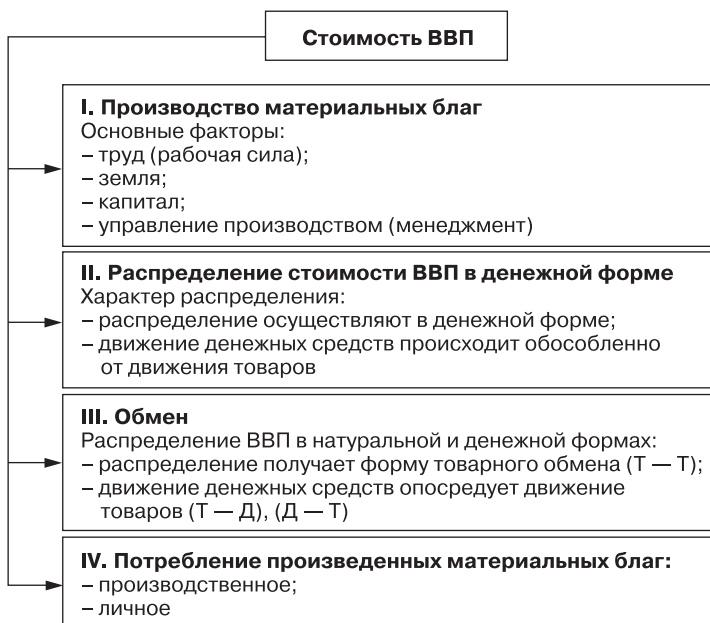 Стоимость ВВП
I. Производство материальных благ
Основные факторы:
– труд (рабочая сила);
– земля;
– капитал;
– управление производством (менеджмент)
II. Распределение стоимости ВВП в денежной форме
Характер распределения:
– распределение осуществляют в денежной форме;
– движение денежных средств происходит обособленно
от движения товаров
III. Обмен
Распределение ВВП в натуральной и денежной формах:
– распределение получает форму товарного обмена (Т — Т);
– движение денежных средств опосредует движение
товаров (Т — Д), (Д — Т)
IV. Потребление произведенных материальных благ:
– производственное;
– личное